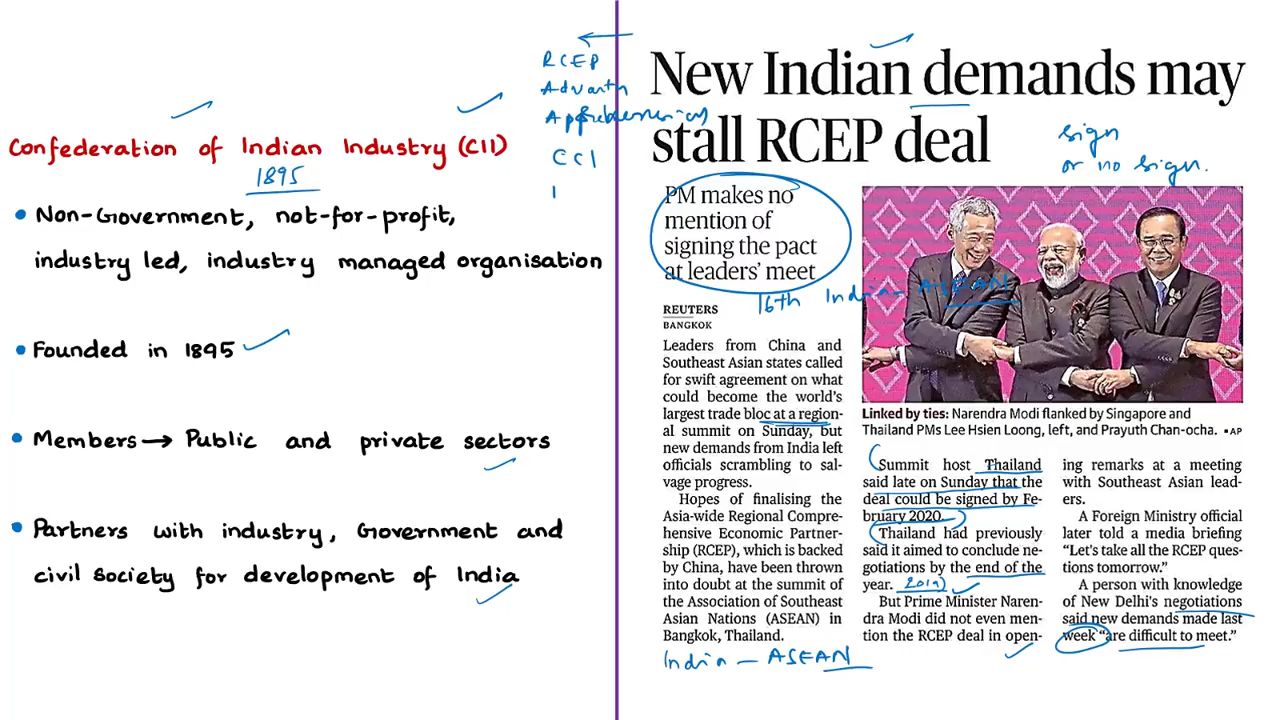 Confederation of Indian Industry (CII)
1895
Non-Government, not-for-profit,
industry led, industry managed organisation
Founded in 1895
Members → Public and private sectors
Partners with industry, Government and
civil society for development of India
RCEP
CCI
New Indian demands may
stall RCEP deal
sign
or no sign.
PM makes no
mention of
signing the pact
at leaders' meet
16th India - ASEAN
REUTERS
BANGKOK
Leaders from China and
Southeast Asian states called
for swift agreement on what
could become the world's
largest trade bloc at a region-
al summit on Sunday, but
new demands from India left
officials scrambling to sal-
vage progress.
Hopes of finalising the
Asia-wide Regional Compre-
hensive Economic Partner-
ship (RCEP), which is backed
by China, have been thrown
into doubt at the summit of
the Association of Southeast
Asian Nations (ASEAN) in
Bangkok, Thailand.
India - ASEAN
Linked by ties: Narendra Modi flanked by Singapore and
Thailand PMs Lee Hsien Loong, left, and Prayuth Chan-ocha. • AP
Summit host Thailand
said late on Sunday that the
deal could be signed by Fe-
bruary 2020.
Thailand had previously
said it aimed to conclude ne-
gotiations by the end of the
year. 2019
But Prime Minister Naren-
dra Modi did not even men-
tion the RCEP deal in open-
ing remarks at a meeting
with Southeast Asian lead-
ers.
A Foreign Ministry official
later told a media briefing
"Let's take all the RCEP ques-
tions tomorrow."
A person with knowledge
of New Delhi's negotiations
said new demands made last
week "are difficult to meet."